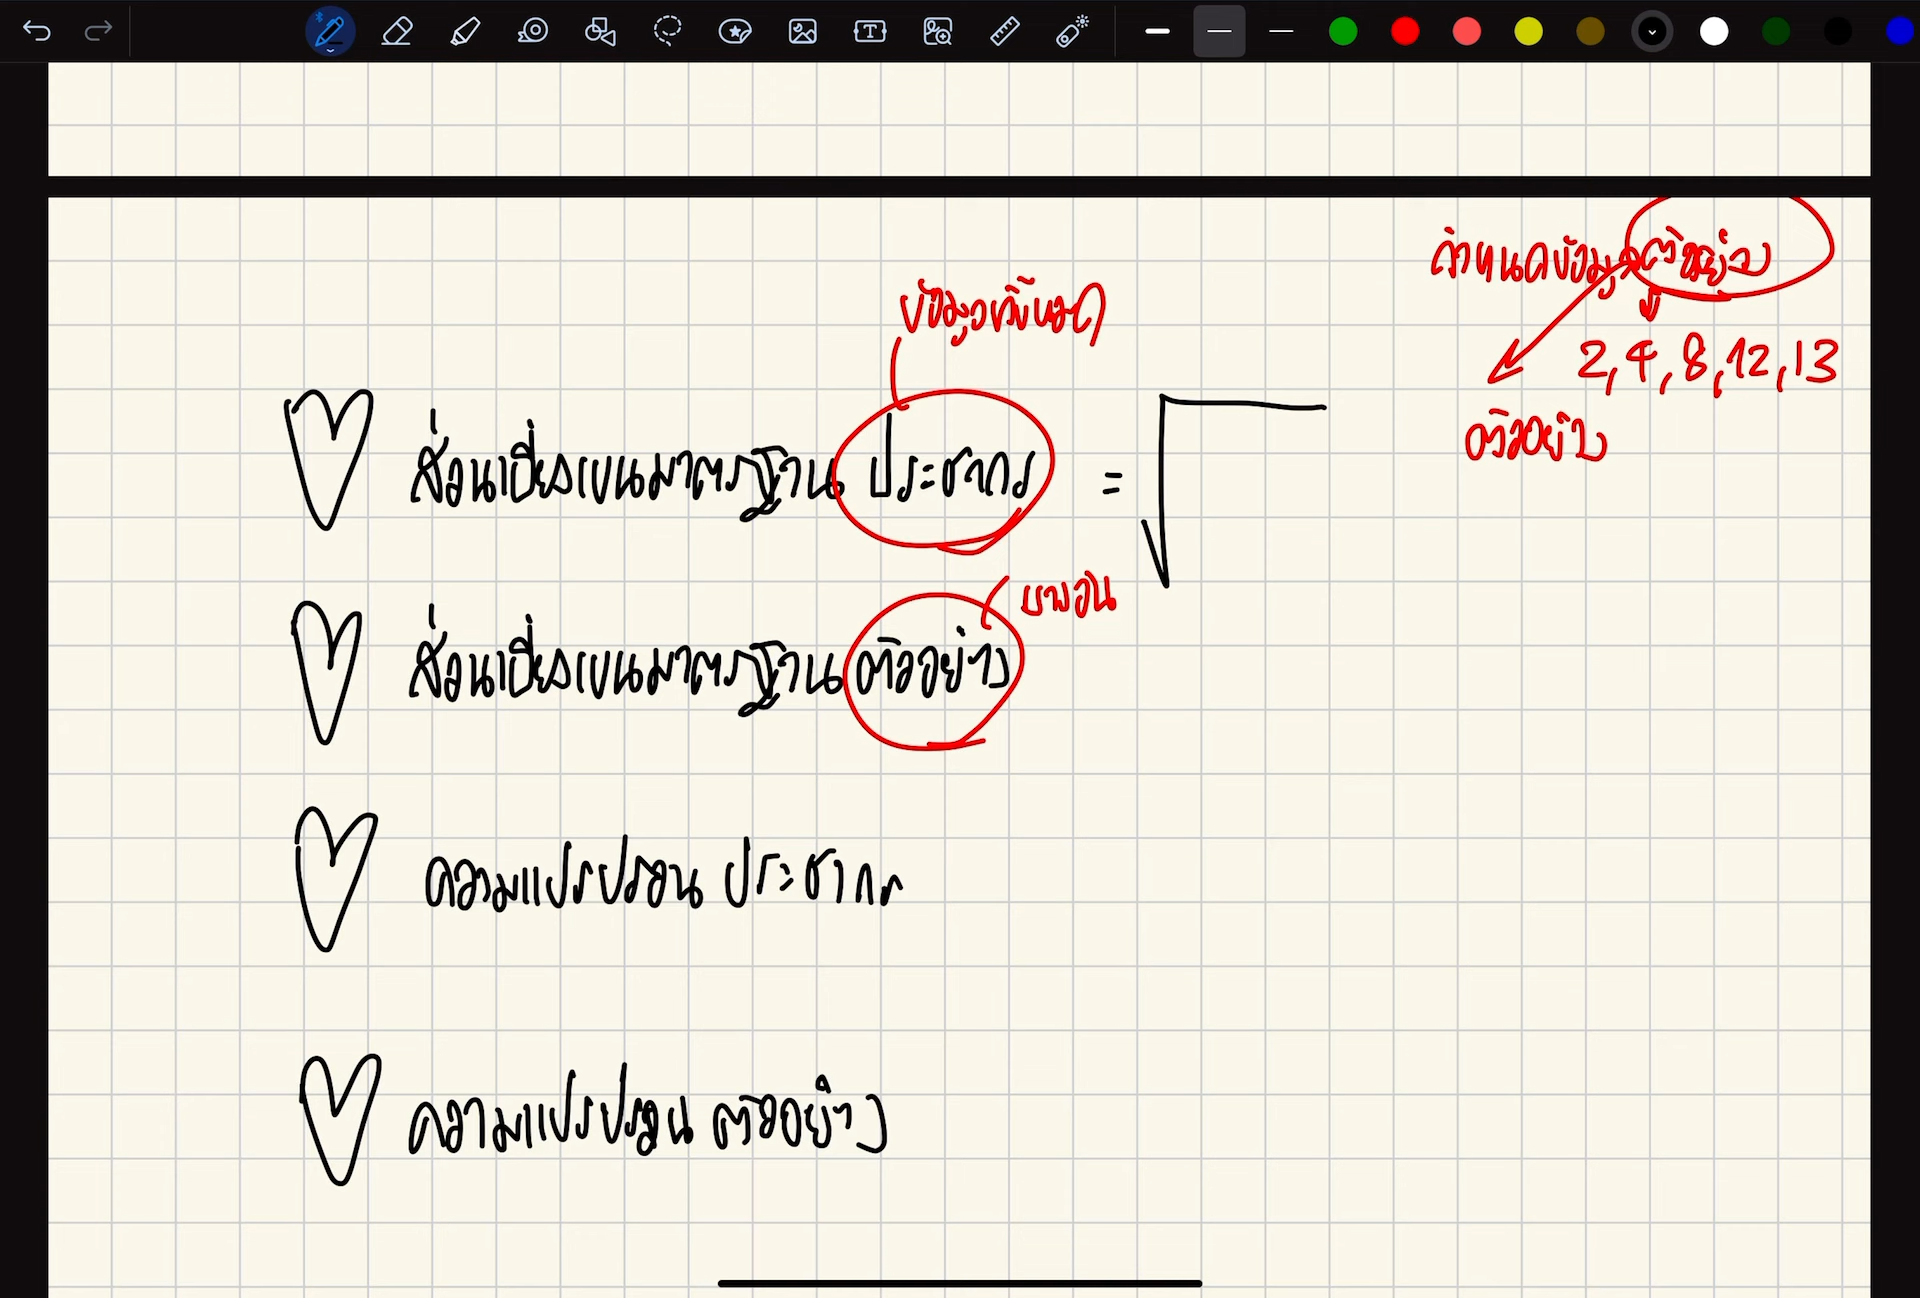 กำหนดข้อมูลตัวอย่าง
2, 4, 8, 12, 13
ตัวอย่าง
ข้อมูลทั้งหมด
ส่วนเบี่ยงเบนมาตรฐาน ประชากร = √
บางส่วน
ส่วนเบี่ยงเบนมาตรฐาน ตัวอย่าง
ความแปรปรวน ประชากร
ความแปรปรวน ตัวอย่าง